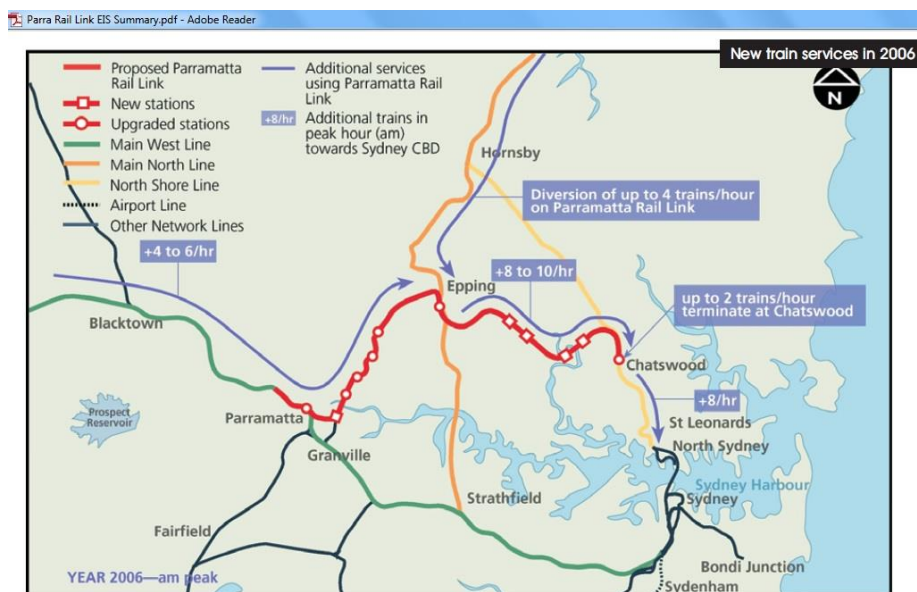 Parra Rail Link EIS Summary.pdf - Adobe Reader
New train services in 2006
N
Proposed Parramatta
Rail Link
New stations
Upgraded stations
Main West Line
Main North Line
North Shore Line
Airport Line
Other Network Lines
Additional services
using Parramatta Rail
Link
+8/hr
Additional trains in
peak hour (am)
towards Sydney CBD
Hornsby
Diversion of up to 4 trains/hour
on Parramatta Rail Link
+4 to 6/hr
+8 to 10/hr
Epping
up to 2 trains/hour
terminate at Chatswood
Blacktown
Chatswood
+8/hr
Prospect
Reservoir
Parramatta
St Leonards
Granville
North Sydney
Sydney Harbour
Strathfield
Sydney
Fairfield
Bondi Junction
YEAR 2006—am peak
Sydenham